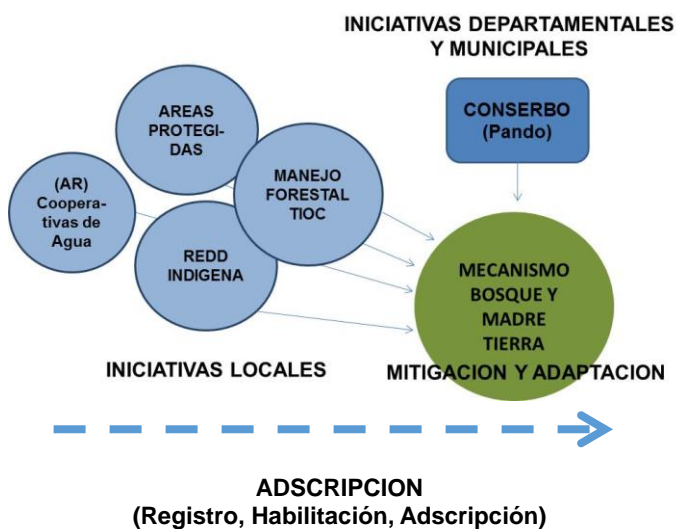 INICIATIVAS DEPARTAMENTALES
Y MUNICIPALES
CONSERBO
(Pando)
AREAS
PROTEGI-
DAS
MANEJO
FORESTAL
TIOC
(AR)
Coopera-
tivas de
Agua
REDD
INDIGENA
MECANISMO
BOSQUE Y
MADRE
TIERRA
INICIATIVAS LOCALES
MITIGACION Y ADAPTACION
ADSCRIPCION
(Registro, Habilitación, Adscripción)